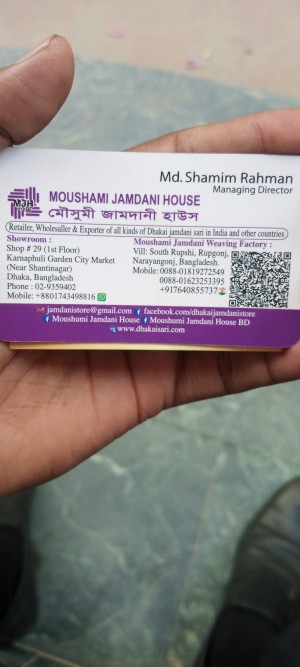 Md. Shamim Rahman
Managing Director
MJH
MOUSHAMI JAMDANI HOUSE
মৌসুমী জামদানী হাউস
Retailer, Wholesaller & Exporter of all kinds of Dhakai jamdani sari in India and other countries
Showroom :
Shop # 29 (1st Floor)
Karnaphuli Garden City Market
(Near Shantinagar)
Dhaka, Bangladesh
Phone : 02-9359402
Mobile: +8801743498816
Moushami Jamdani Weaving Factory :
Vill: South Rupshi, Rupgonj,
Narayangonj, Bangladesh.
Mobile: 0088-01819272549
0088-01623253395
+917640855737
jamdanistore@gmail.com facebook.com/dhakaijamdanistore
Moushami Jamdani House Moushumi Jamdani House BD
www.dhakaisari.com